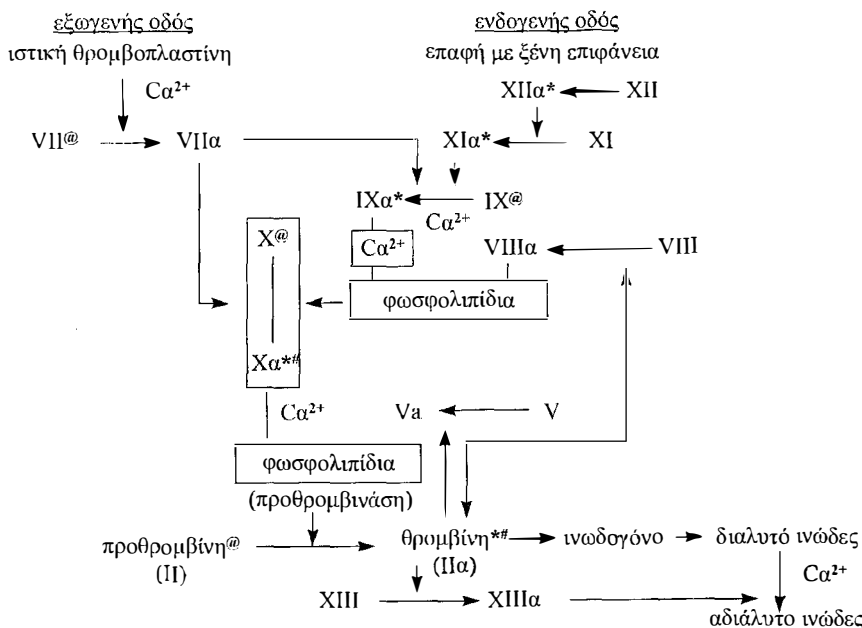 εξωγενής οδός
ενδογενής οδός
ιστική θρομβοπλαστίνη
επαφή με ξένη επιφάνεια
Cα²⁺
XIIα* XII
VII@ VIIα
XIα* XI
IXα* IX@
Cα²⁺
X@
Cα²⁺
VIIIα VIII
φωσφολιπίδια
Xα*#
Cα²⁺
Va V
φωσφολιπίδια
(προθρομβινάση)
προθρομβίνη@ θρομβίνη*# ινωδογόνο διαλυτό ινώδες
(II) (IIα)
Cα²⁺
XIII XIIIα
αδιάλυτο ινώδες